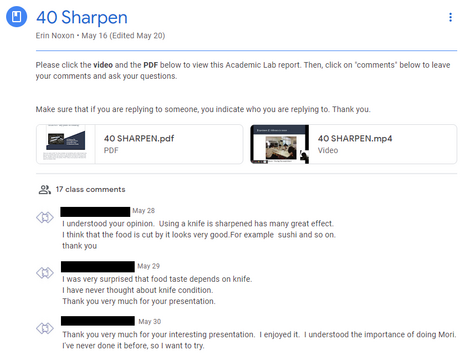 40 Sharpen
Erin Noxon • May 16 (Edited May 20)
Please click the video and the PDF below to view this Academic Lab report. Then, click on "comments" below to leave
your comments and ask your questions.
Make sure that if you are replying to someone, you indicate who you are replying to. Thank you.
40 SHARPEN.pdf
PDF
40 SHARPEN.mp4
Video
17 class comments
May 28
I understood your opinion. Using a knife is sharpened has many great effect.
I think that the food is cut by it looks very good.For example sushi and so on.
thank you
May 29
I was very surprised that food taste depends on knife.
I have never thought about knife condition.
Thank you very much for your presentation.
May 30
Thank you very much for your interesting presentation. I enjoyed it. I understood the importance of doing Mori.
I've never done it before, so I want to try.